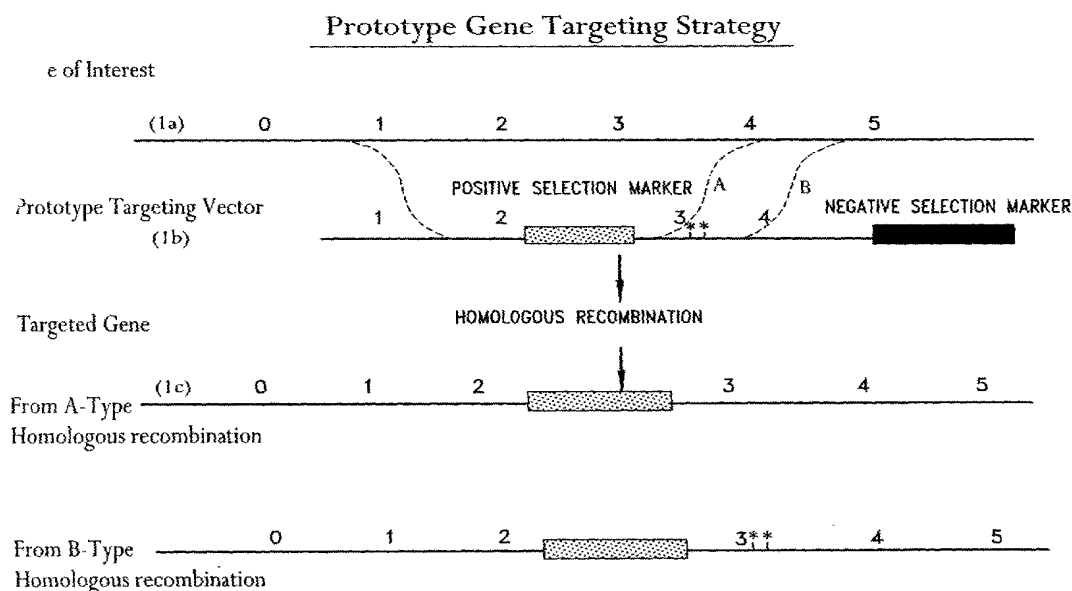 Prototype Gene Targeting Strategy
e of Interest
(1a) 0 1 2 3 4 5
POSITIVE SELECTION MARKER A B
Prototype Targeting Vector
NEGATIVE SELECTION MARKER
(1b) 1 2 3** 4
HOMOLOGOUS RECOMBINATION
Targeted Gene
(1c) 0 1 2 3 4 5
From A-Type
Homologous recombination
0 1 2 3** 4 5
From B-Type
Homologous recombination